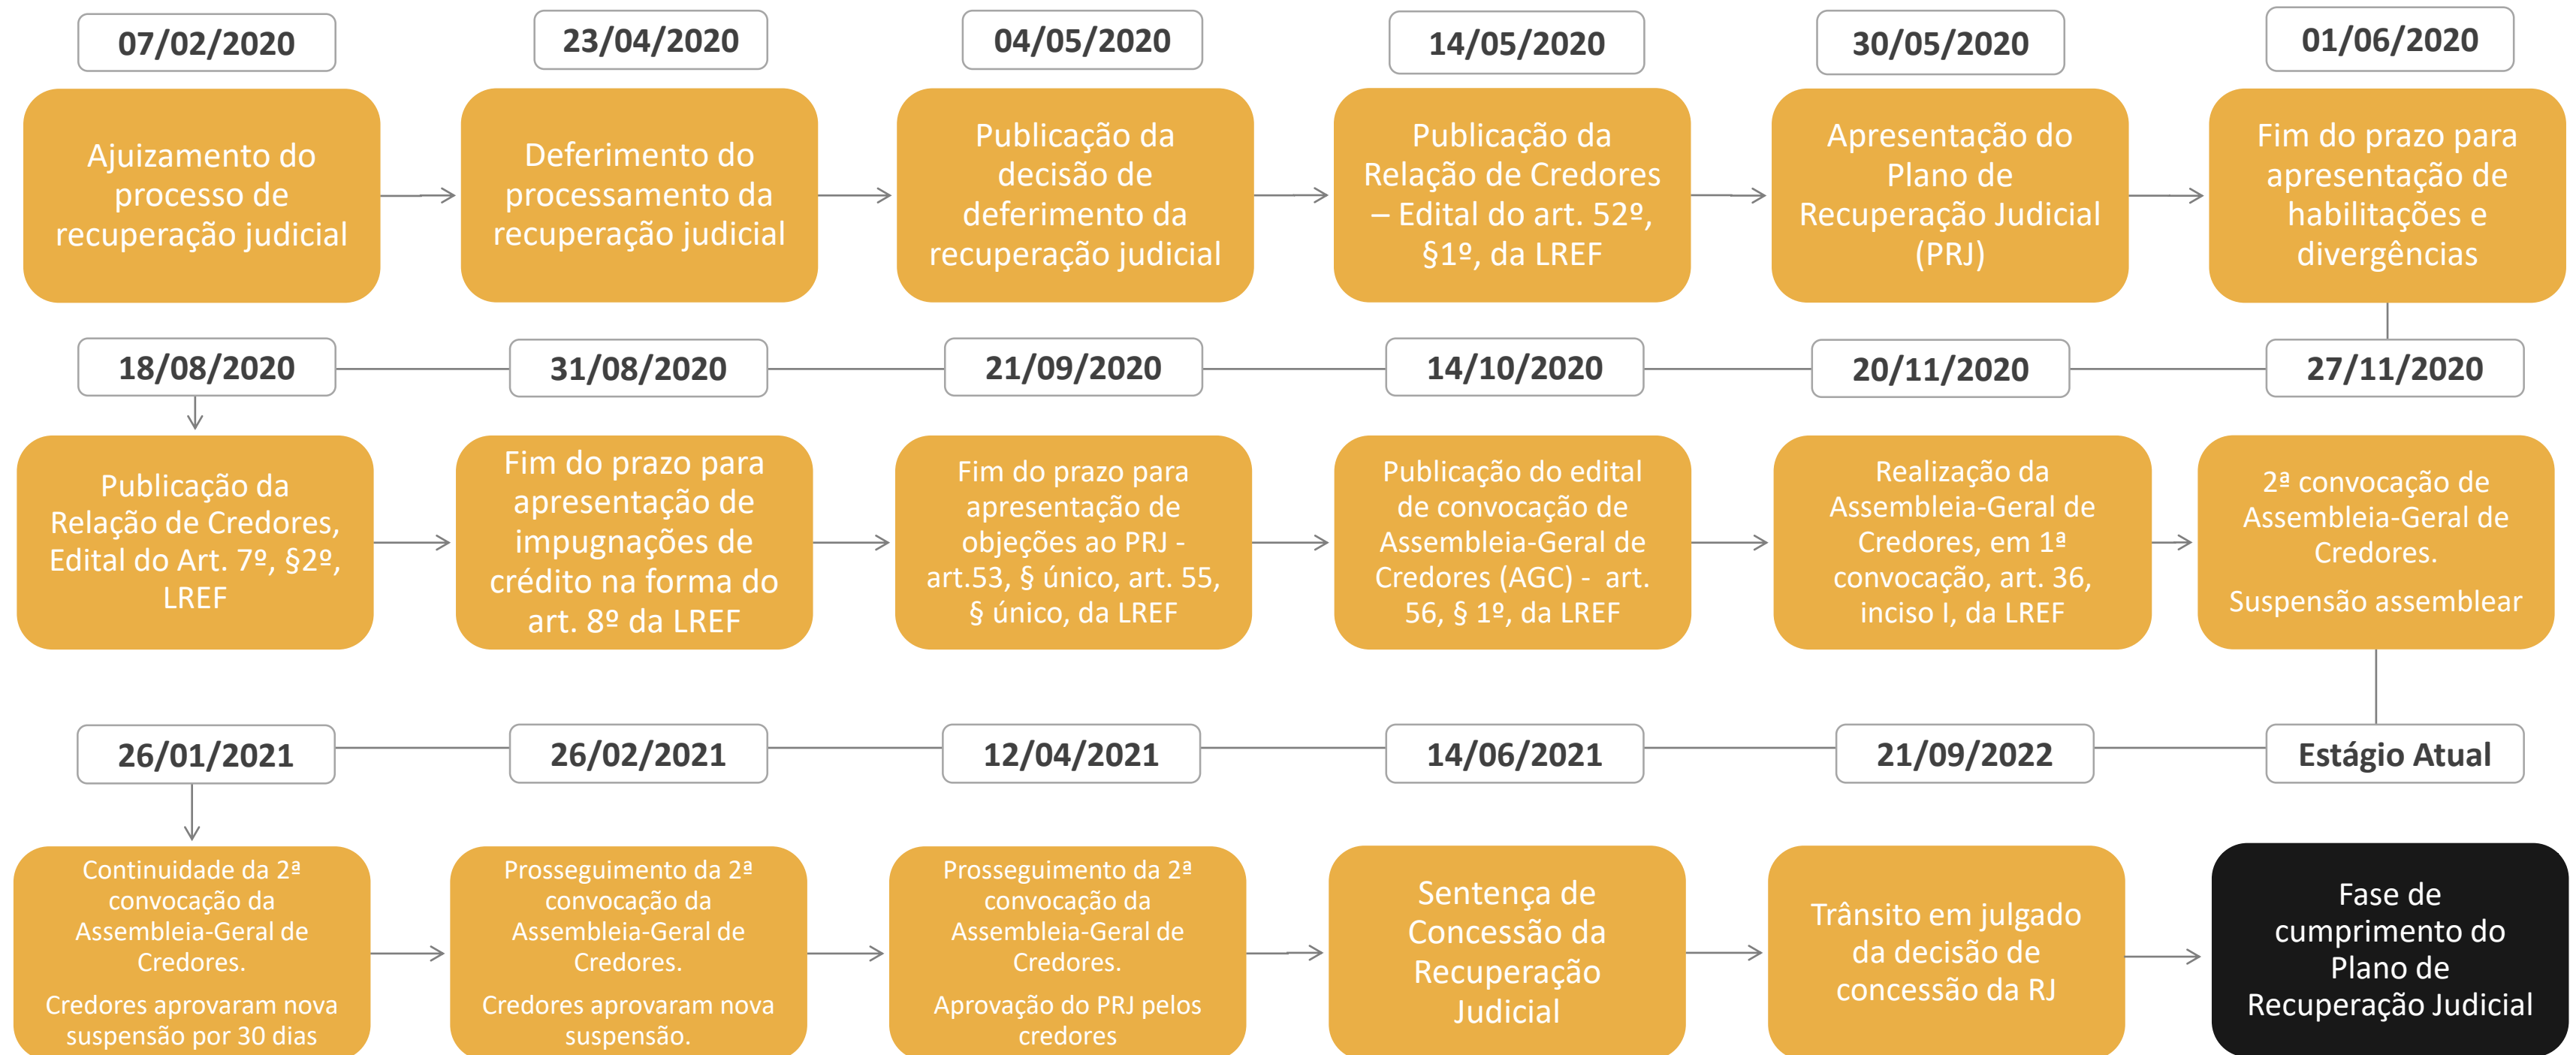 07/02/2020
23/04/2020
04/05/2020
14/05/2020
30/05/2020
01/06/2020
Ajuizamento do
processo de
recuperação judicial
Deferimento do
processamento da
recuperação judicial
Publicação da
decisão de
deferimento da
recuperação judicial
Publicação da
Relação de Credores
– Edital do art. 52º,
§1º, da LREF
Apresentação do
Plano de
Recuperação Judicial
(PRJ)
Fim do prazo para
apresentação de
habilitações e
divergências
18/08/2020
31/08/2020
21/09/2020
14/10/2020
20/11/2020
27/11/2020
Publicação da
Relação de Credores,
Edital do Art. 7º, §2º,
LREF
Fim do prazo para
apresentação de
impugnações de
crédito na forma do
art. 8º da LREF
Fim do prazo para
apresentação de
objeções ao PRJ -
art.53, § único, art. 55,
§ único, da LREF
Publicação do edital
de convocação de
Assembleia-Geral de
Credores (AGC) - art.
56, § 1º, da LREF
Realização da
Assembleia-Geral de
Credores, em 1ª
convocação, art. 36,
inciso I, da LREF
2ª convocação de
Assembleia-Geral de
Credores.
Suspensão assemblear
26/01/2021
26/02/2021
12/04/2021
14/06/2021
21/09/2022
Estágio Atual
Continuidade da 2ª
convocação da
Assembleia-Geral de
Credores.
Credores aprovaram nova
suspensão por 30 dias
Prosseguimento da 2ª
convocação da
Assembleia-Geral de
Credores.
Credores aprovaram nova
suspensão.
Prosseguimento da 2ª
convocação da
Assembleia-Geral de
Credores.
Aprovação do PRJ pelos
credores
Sentença de
Concessão da
Recuperação
Judicial
Trânsito em julgado
da decisão de
concessão da RJ
Fase de
cumprimento do
Plano de
Recuperação Judicial